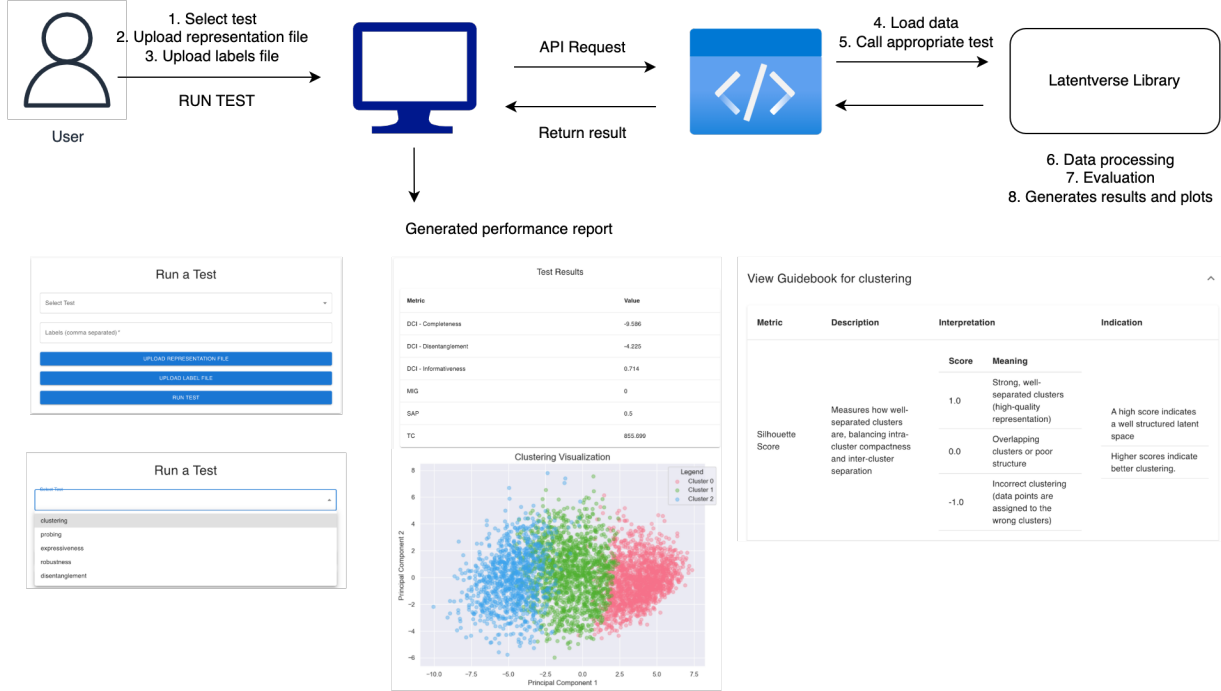 1. Select test
2. Upload representation file
3. Upload labels file
RUN TEST
User
API Request
Return result
4. Load data
5. Call appropriate test
Latentverse Library
6. Data processing
7. Evaluation
8. Generates results and plots
Generated performance report
Run a Test
Select Test
Labels (comma separated) *
UPLOAD REPRESENTATION FILE
UPLOAD LABEL FILE
RUN TEST
Run a Test
Select Test
clustering
probing
expressiveness
robustness
disentanglement
Test Results
Metric Value
DCI - Completeness -9.586
DCI - Disentanglement -4.225
DCI - Informativeness 0.714
MIG 0
SAP 0.5
TC 855.699
Clustering Visualization
Legend
Cluster 0
Cluster 1
Cluster 2
Principal Component 2
8
6
4
2
0
−2
−4
−6
−10.0 −7.5 −5.0 −2.5 0.0 2.5 5.0 7.5
Principal Component 1
View Guidebook for clustering
Metric Description Interpretation Indication
Silhouette
Score
Measures how well-
separated clusters
are, balancing intra-
cluster compactness
and inter-cluster
separation
Score Meaning
1.0
Strong, well-
separated clusters
(high-quality
representation)
0.0
Overlapping
clusters or poor
structure
-1.0
Incorrect clustering
(data points are
assigned to the
wrong clusters)
A high score indicates
a well structured latent
space
Higher scores indicate
better clustering.